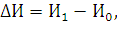 ΔИ = И₁ − И₀,